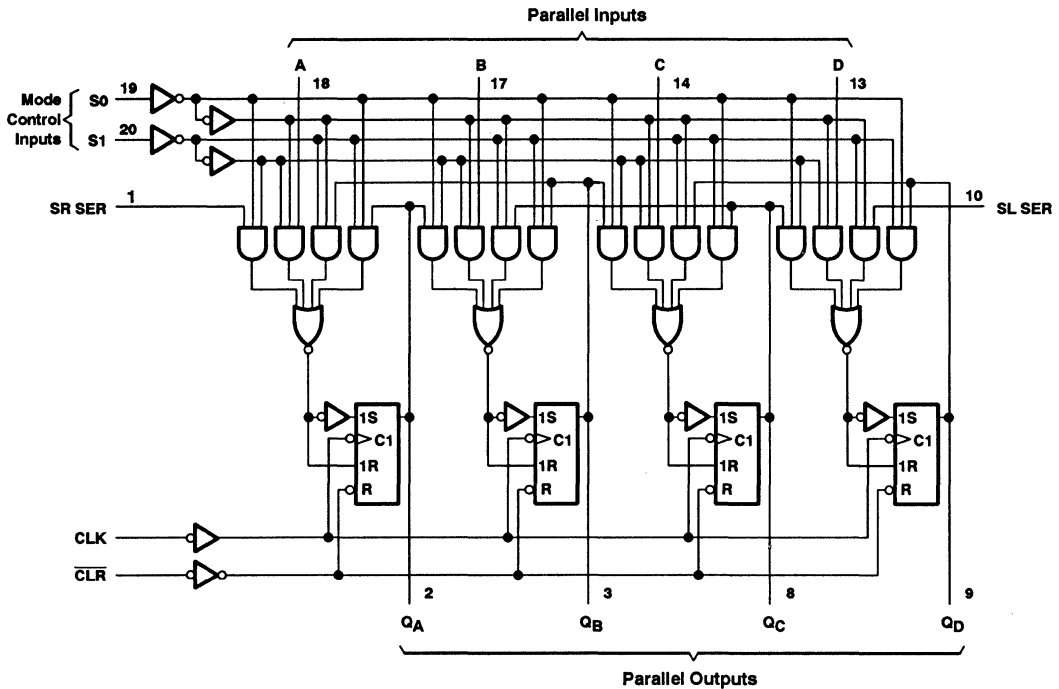 Parallel Inputs
A B C D
18 17 14 13
Mode Control Inputs
S0 19
S1 20
SR SER 1
10 SL SER
1S C1 1R R
1S C1 1R R
1S C1 1R R
1S C1 1R R
CLK
CLR
2 3 8 9
QA QB QC QD
Parallel Outputs